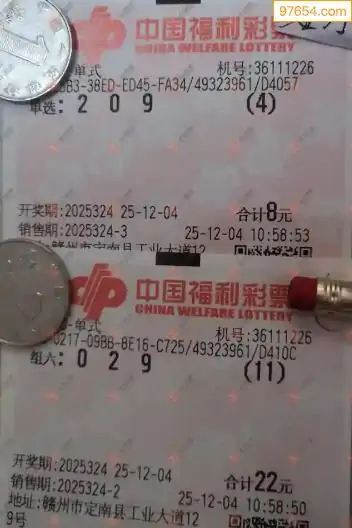 97654.com
中国福利彩票
CHINA WELFARE LOTTERY
单式 机号:36111226
BB3-38ED-ED45-FA34/49323961/D4057
单选: 2 0 9 (4)
开奖期:2025324 25-12-04 合计8元
销售期:2025324-3 25-12-04 10:58:53
赣州市定南县工业大道12
中国福利彩票
CHINA WELFARE LOTTERY
-单式 机号:36111226
0217-09BB-8E16-C725/49323961/D410C
组六: 0 2 9 (11)
开奖期:2025324 25-12-04 合计22元
销售期:2025324-2 25-12-04 10:58:50
地址:赣州市定南县工业大道12
9号